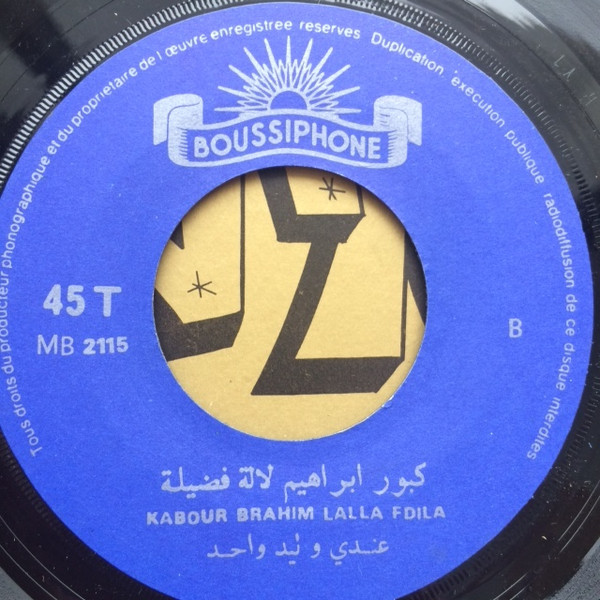 Tous droits du producteur phonographique et du proprietaire de l'œuvre enregistree reserves Duplication, execution publique radiodiffusion de ce disque interdites
BOUSSIPHONE
45 T
MB 2115
B
كبور ابراهيم لالة فضيلة
KABOUR BRAHIM LALLA FDILA
عندي وليد واحد